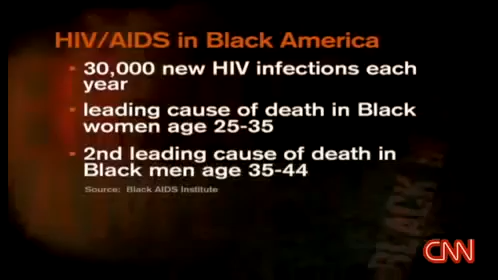 HIV/AIDS in Black America
30,000 new HIV infections each
year
leading cause of death in Black
women age 25-35
2nd leading cause of death in
Black men age 35-44
Source: Black AIDS Institute
BLACK
CNN